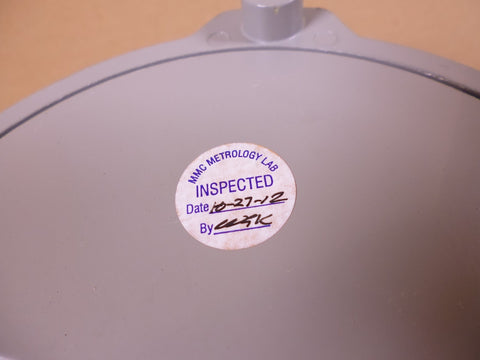 MMC METROLOGY LAB
INSPECTED
Date 10-27-12
By